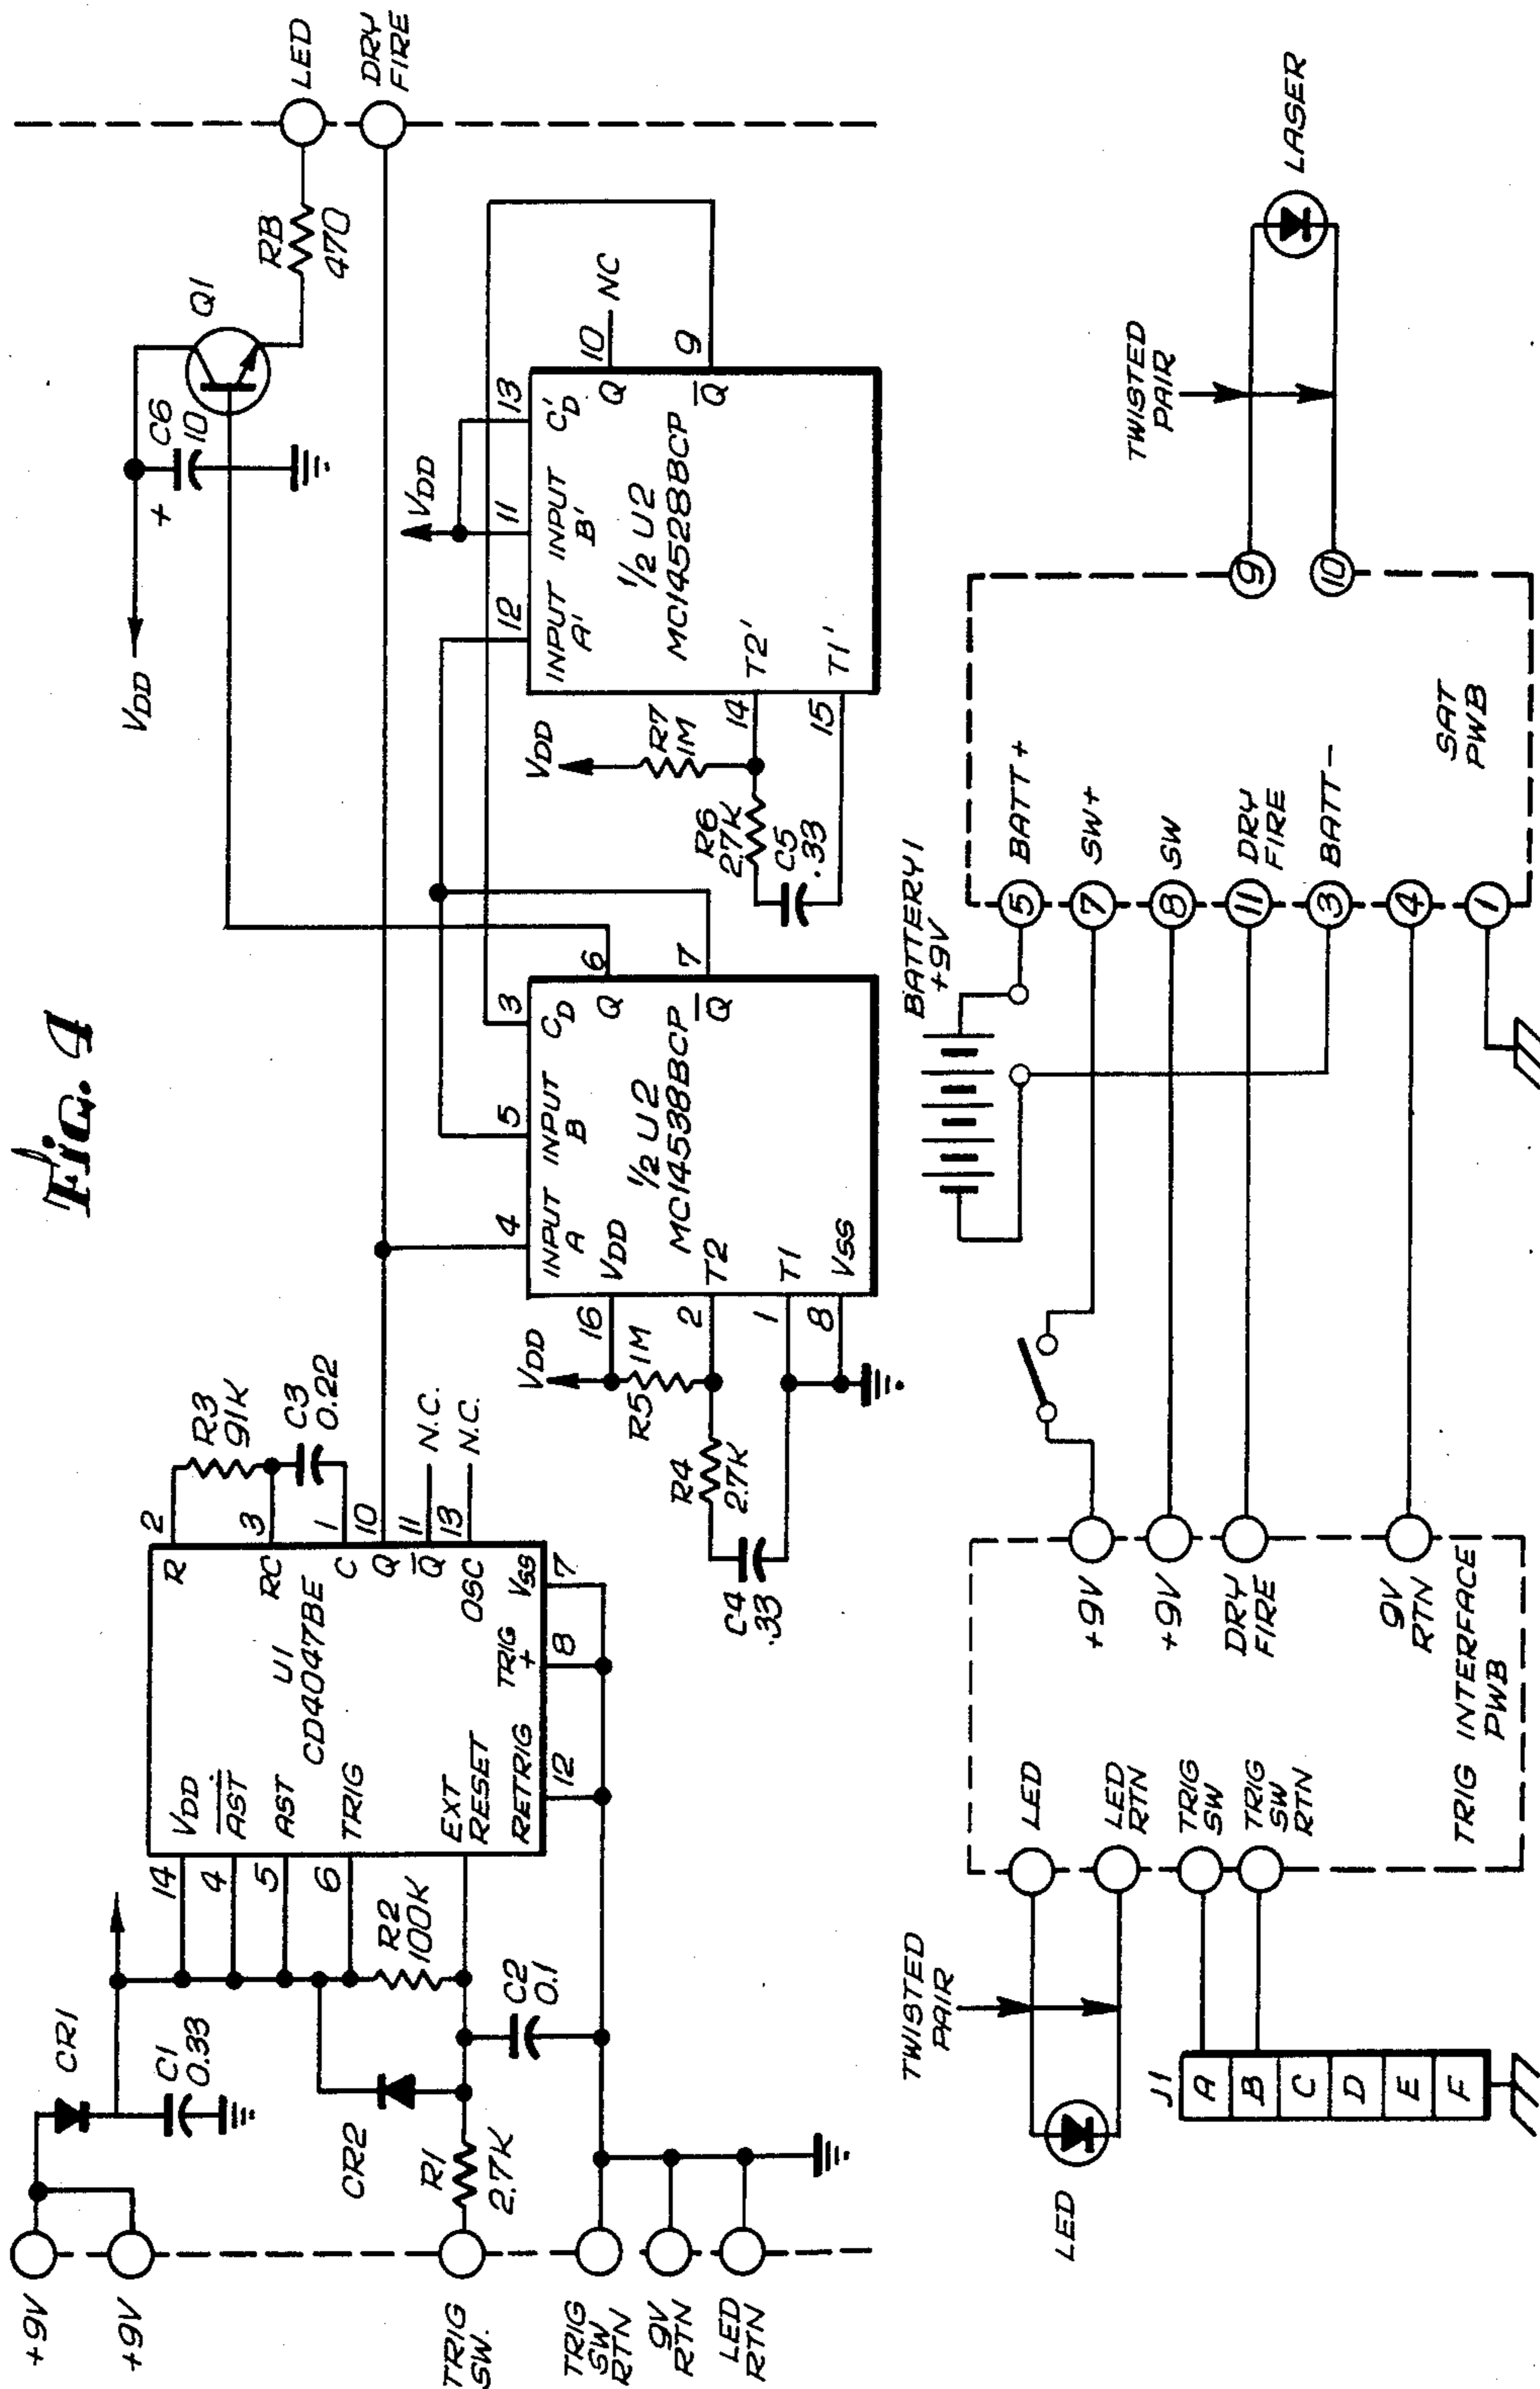 Fig. 4
+9V
+9V
TRIG
SW.
TRIG
SW
RTN
9V
RTN
LED
RTN
CR1
C1
0.33
CR2
R1
2.7K
R2
100K
C2
0.1
14
4
5
6
VDD
AST
AST
TRIG
EXT
RESET
RETRIG
12
TRIG
+
8
VSS
7
U1
CD4047BE
R
RC
C
Q
Q
OSC
2
3
1
10
11
13
N.C.
N.C.
R3
91K
C3
0.22
VDD
R5
1M
R4
2.7K
C4
.33
16
2
1
8
4
5
3
INPUT
A
INPUT
B
CD
VDD
T2
T1
VSS
1/2 U2
MC14538BCP
Q
Q
6
7
VDD
R7
1M
R6
2.7K
C5
.33
14
15
12
11
13
INPUT
A'
INPUT
B'
CD'
T2'
T1'
1/2 U2
MC14528BCP
Q
Q
10
NC
9
VDD
VDD
+
C6
10
Q1
RB
470
LED
DRY
FIRE
TWISTED
PAIR
LED
J1
A
B
C
D
E
F
LED
LED
RTN
TRIG
SW
TRIG
SW
RTN
TRIG INTERFACE
PWB
+9V
+9V
DRY
FIRE
9V
RTN
BATTERY 1
+9V
5
7
8
11
3
4
1
BATT+
SW+
SW
DRY
FIRE
BATT-
SAT
PWB
9
10
TWISTED
PAIR
LASER